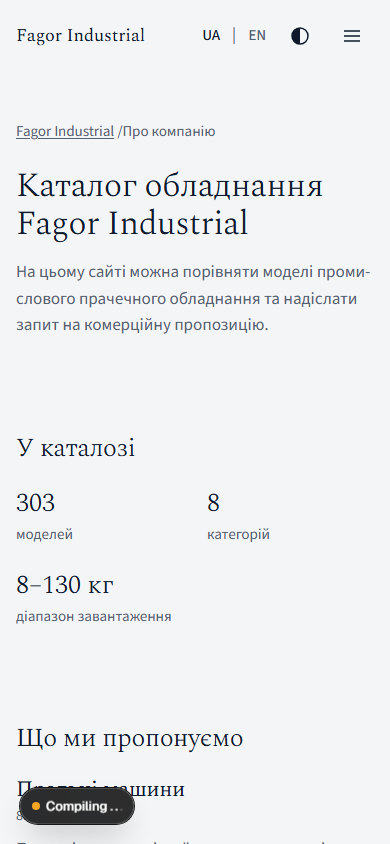 Fagor Industrial
UA | EN
Fagor Industrial /Про компанію
Каталог обладнання
Fagor Industrial
На цьому сайті можна порівняти моделі проми-
слового прачечного обладнання та надіслати
запит на комерційну пропозицію.
У каталозі
303
8
моделей
категорій
8–130 кг
діапазон завантаження
Що ми пропонуємо
машини
Compiling ...